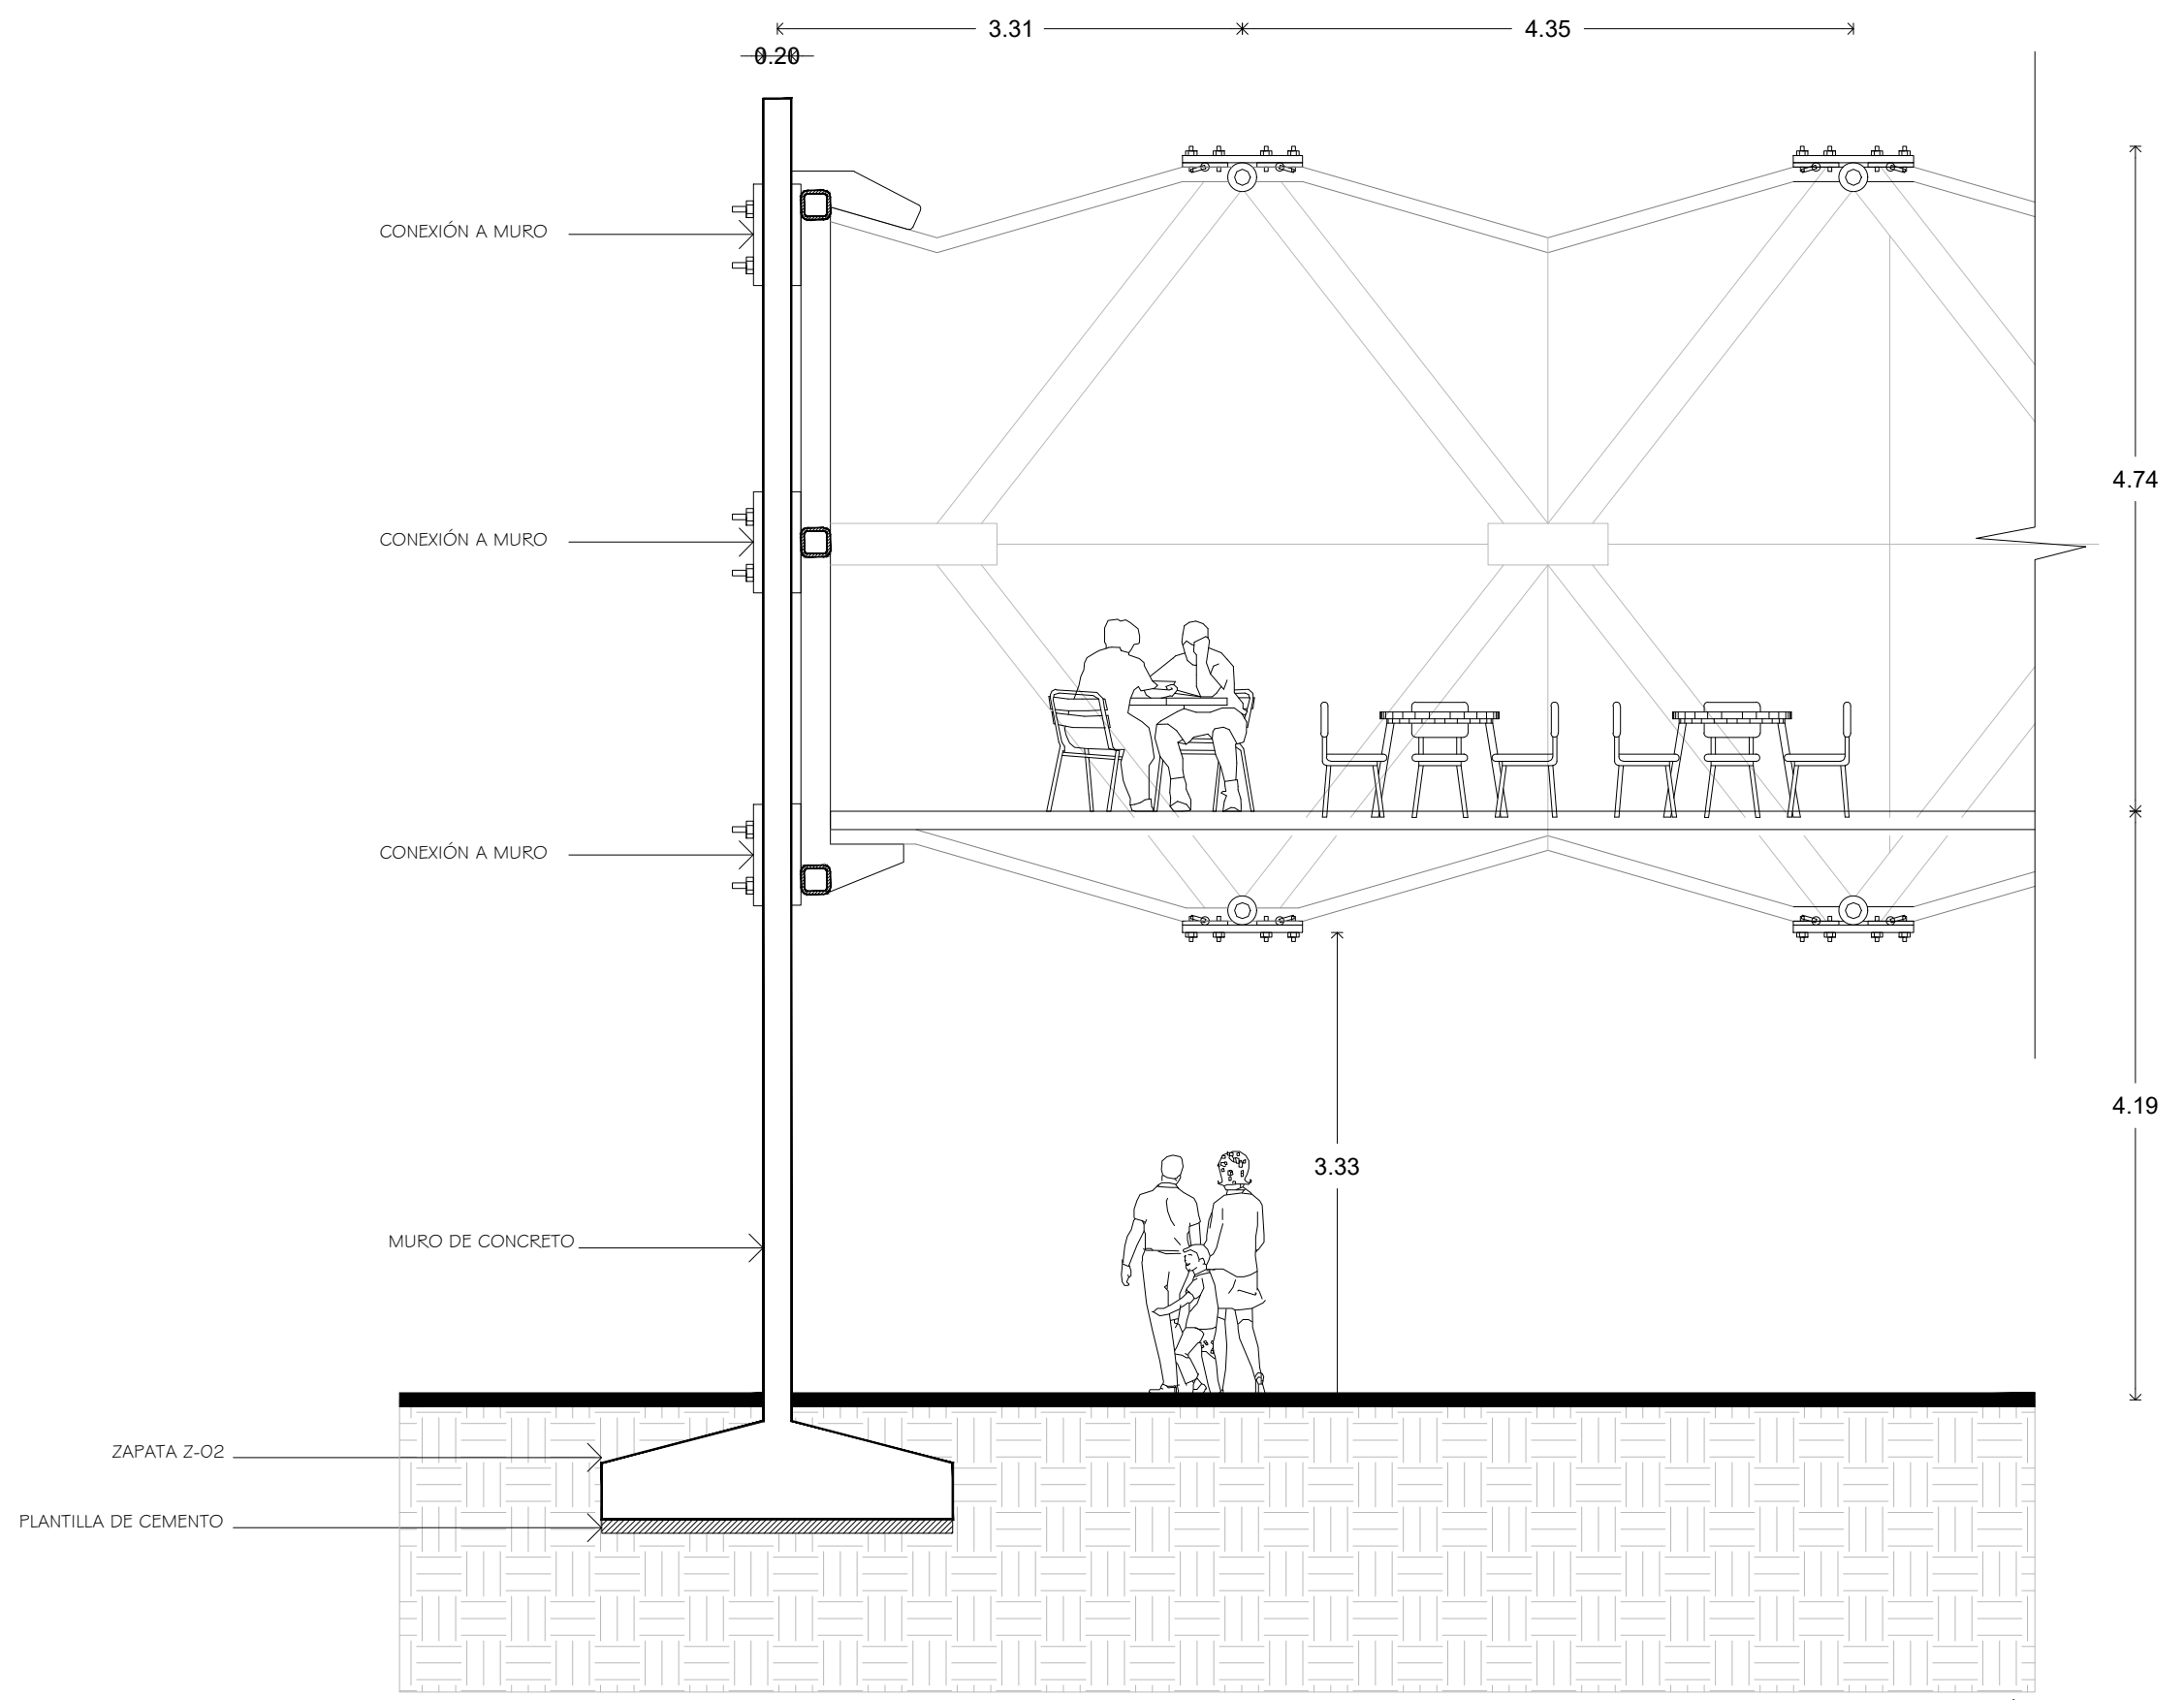 3.31
4.35
0.20
CONEXIÓN A MURO
4.74
CONEXIÓN A MURO
CONEXIÓN A MURO
4.19
3.33
MURO DE CONCRETO
ZAPATA Z-02
PLANTILLA DE CEMENTO